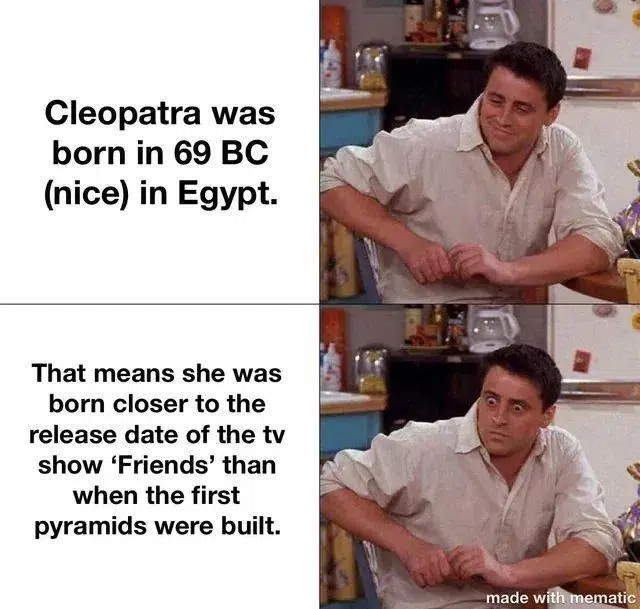 Cleopatra was
born in 69 BC
(nice) in Egypt.
That means she was
born closer to the
release date of the tv
show ‘Friends’ than
when the first
pyramids were built.
made with mematic